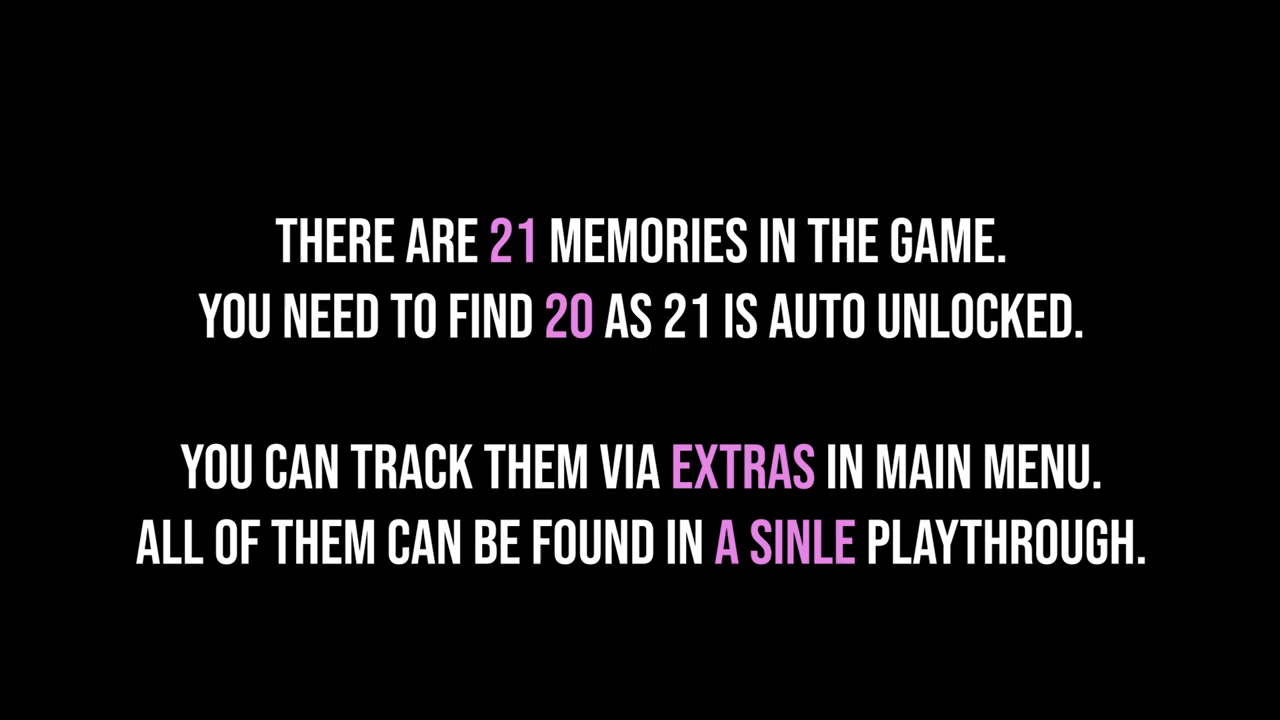 THERE ARE 21 MEMORIES IN THE GAME.
YOU NEED TO FIND 20 AS 21 IS AUTO UNLOCKED.
YOU CAN TRACK THEM VIA EXTRAS IN MAIN MENU.
ALL OF THEM CAN BE FOUND IN A SINLE PLAYTHROUGH.